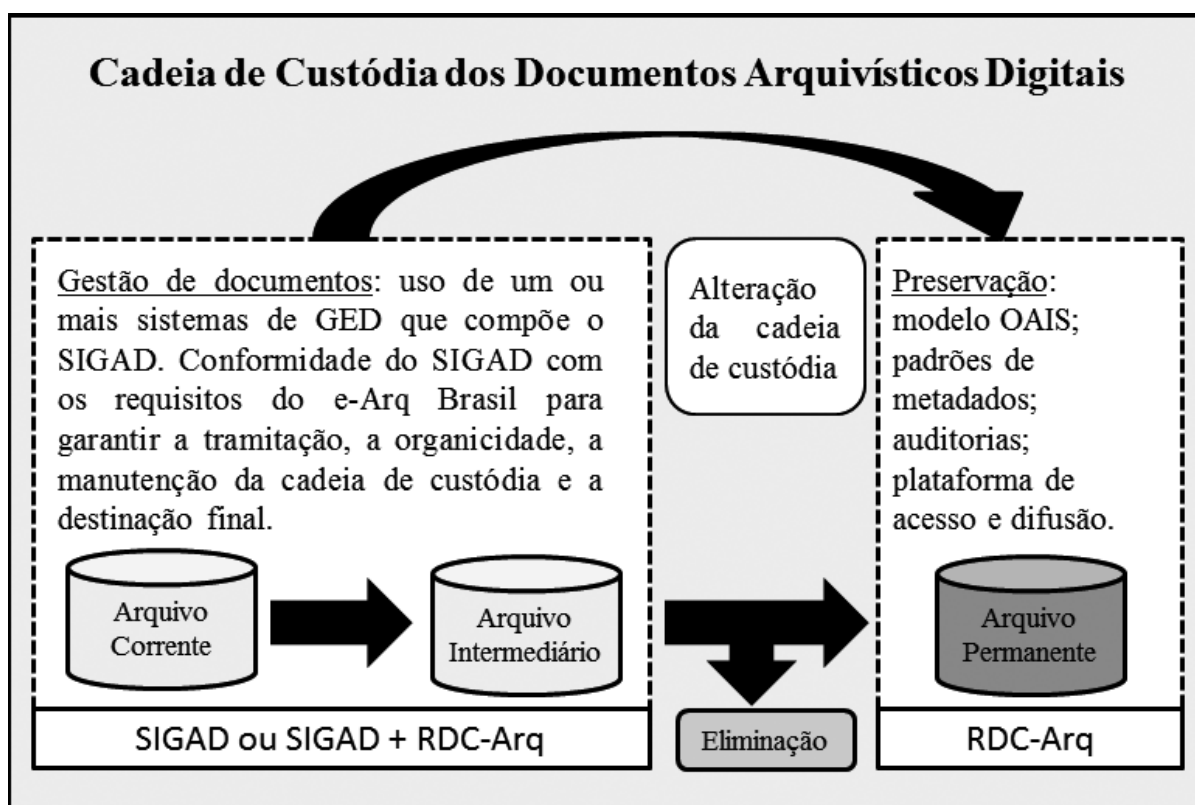 Cadeia de Custódia dos Documentos Arquivísticos Digitais
Gestão de documentos: uso de um ou
mais sistemas de GED que compõe o
SIGAD. Conformidade do SIGAD com
os requisitos do e-Arq Brasil para
garantir a tramitação, a organicidade, a
manutenção da cadeia de custódia e a
destinação final.
Arquivo
Corrente
Arquivo
Intermediário
SIGAD ou SIGAD + RDC-Arq
Alteração
da cadeia
de custódia
Eliminação
Preservação:
modelo OAIS;
padrões de
metadados;
auditorias;
plataforma de
acesso e difusão.
Arquivo
Permanente
RDC-Arq